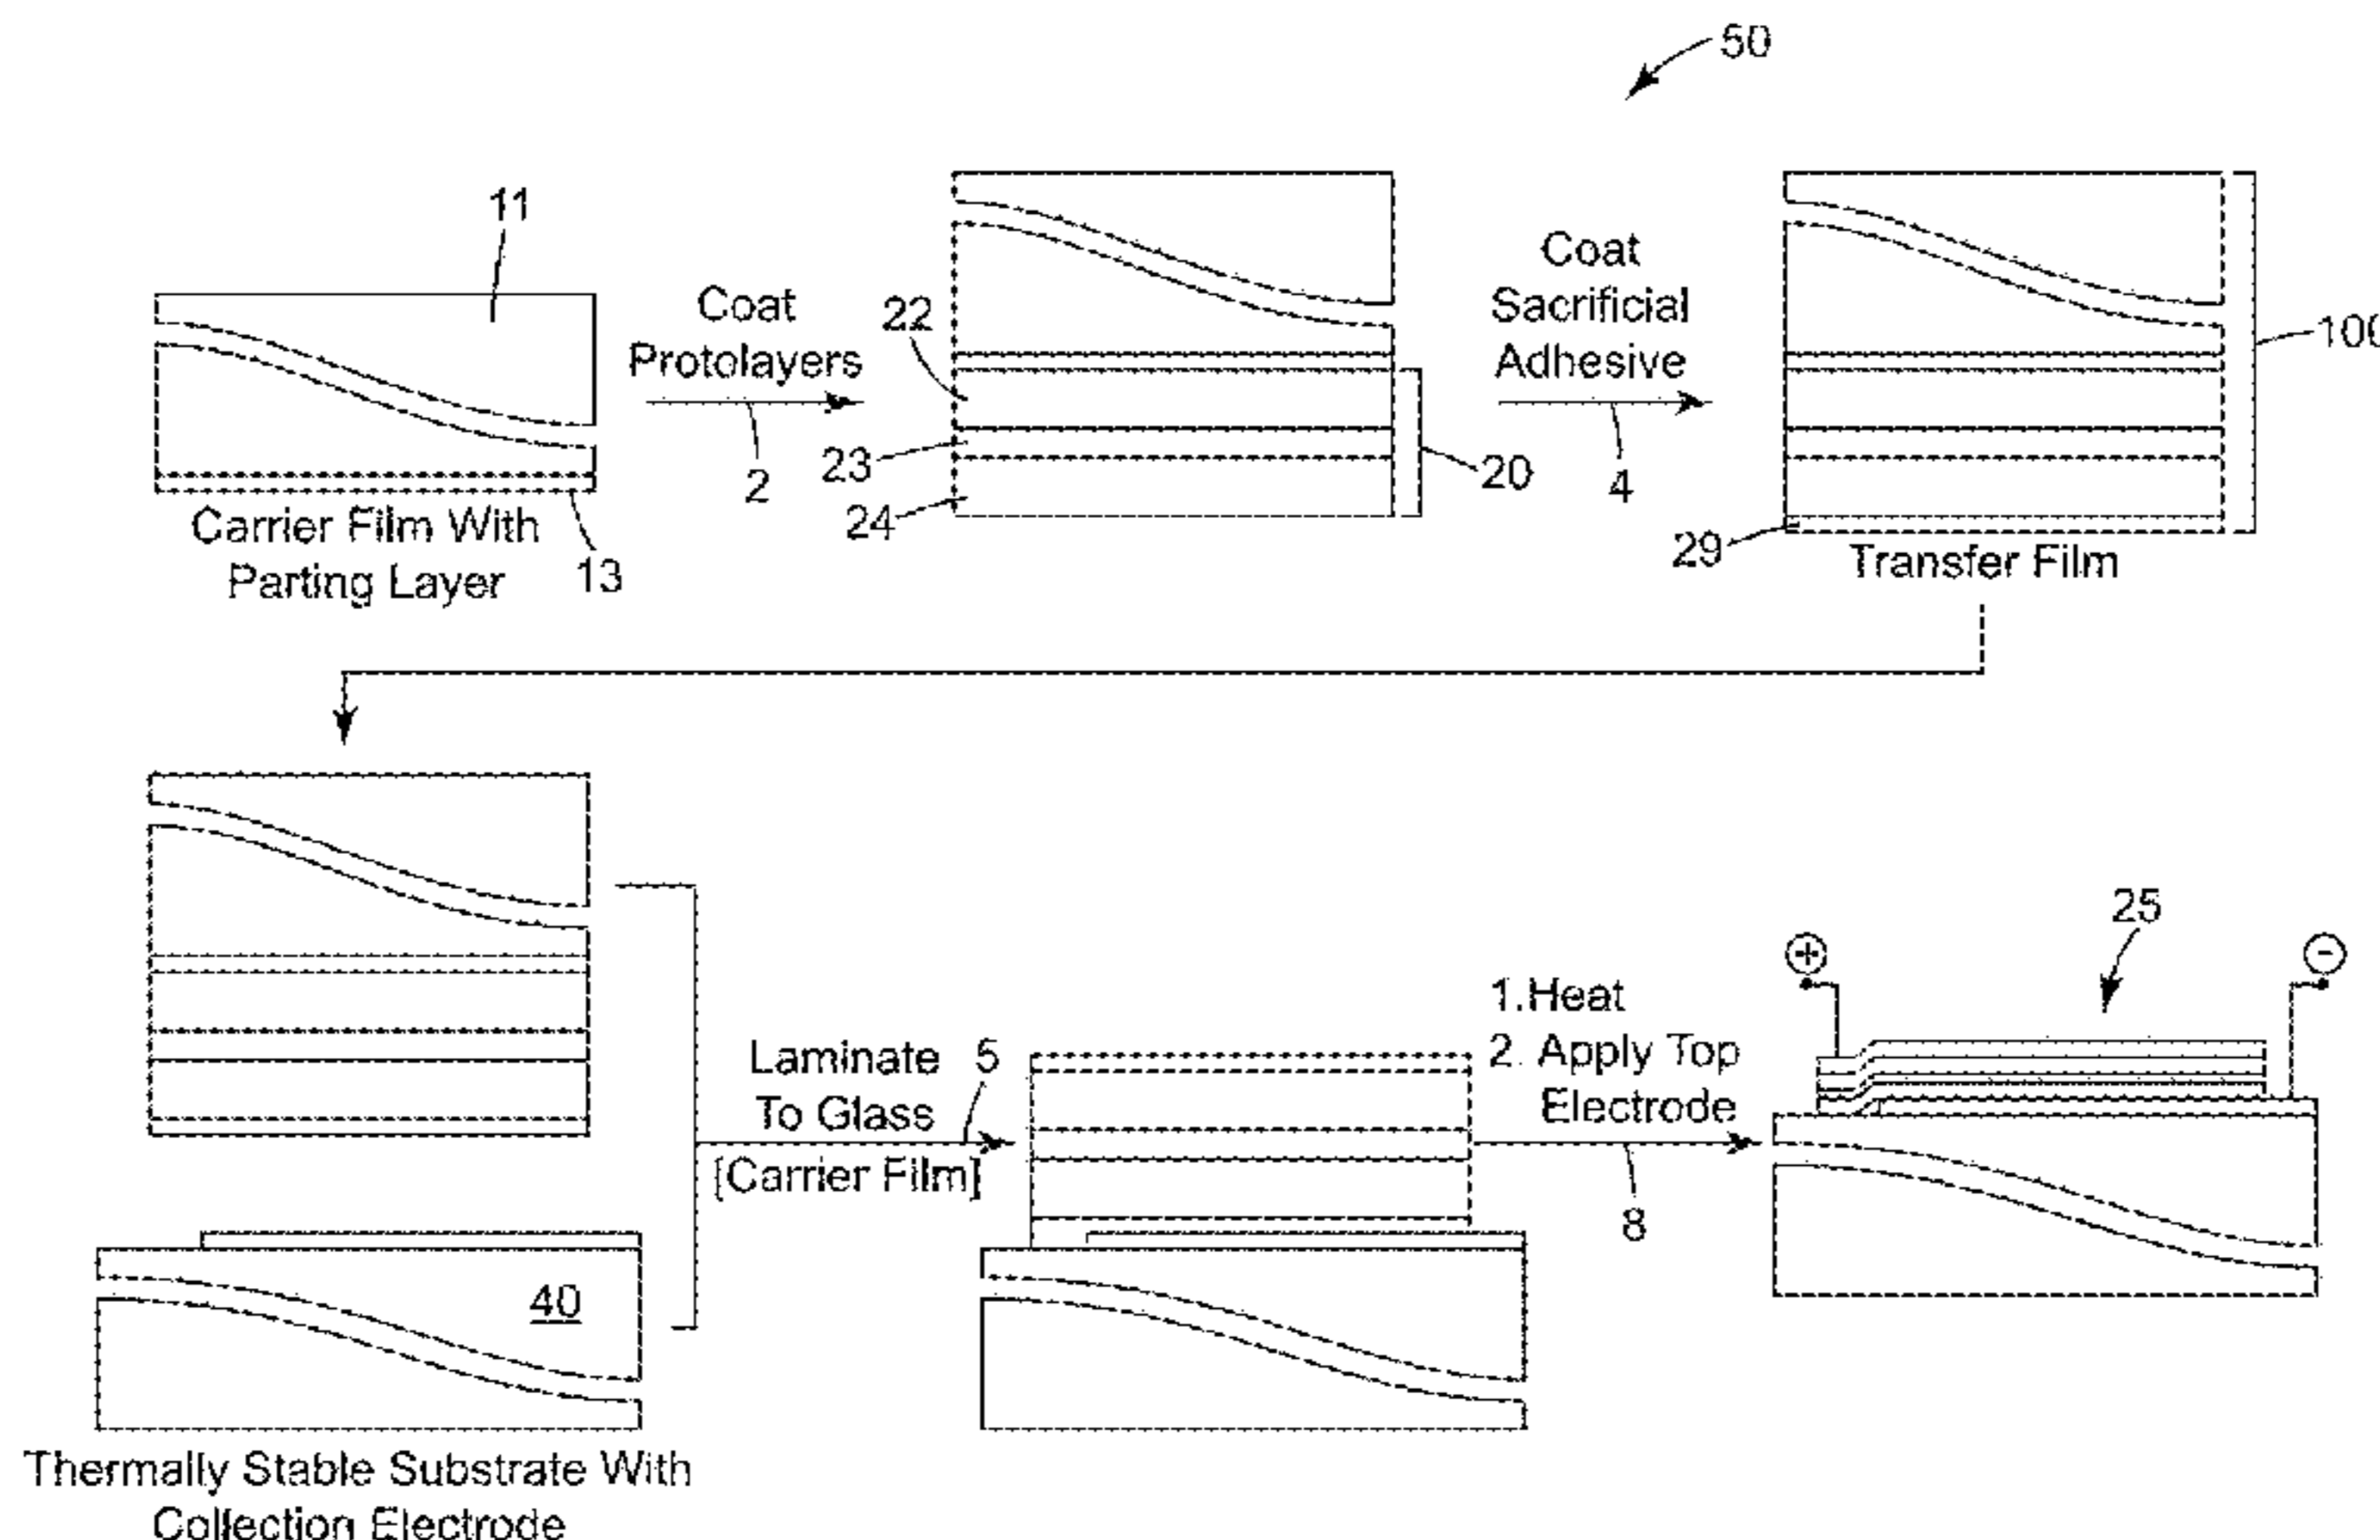 50
11
Coat
Protolayers
2
22
23
24
20
Coat
Sacrificial
Adhesive
4
100
29
Transfer Film
Carrier Film With
Parting Layer
13
Laminate
To Glass
5
[Carrier Film]
1.Heat
2. Apply Top
Electrode
8
25
+
-
40
Thermally Stable Substrate With
Collection Electrode